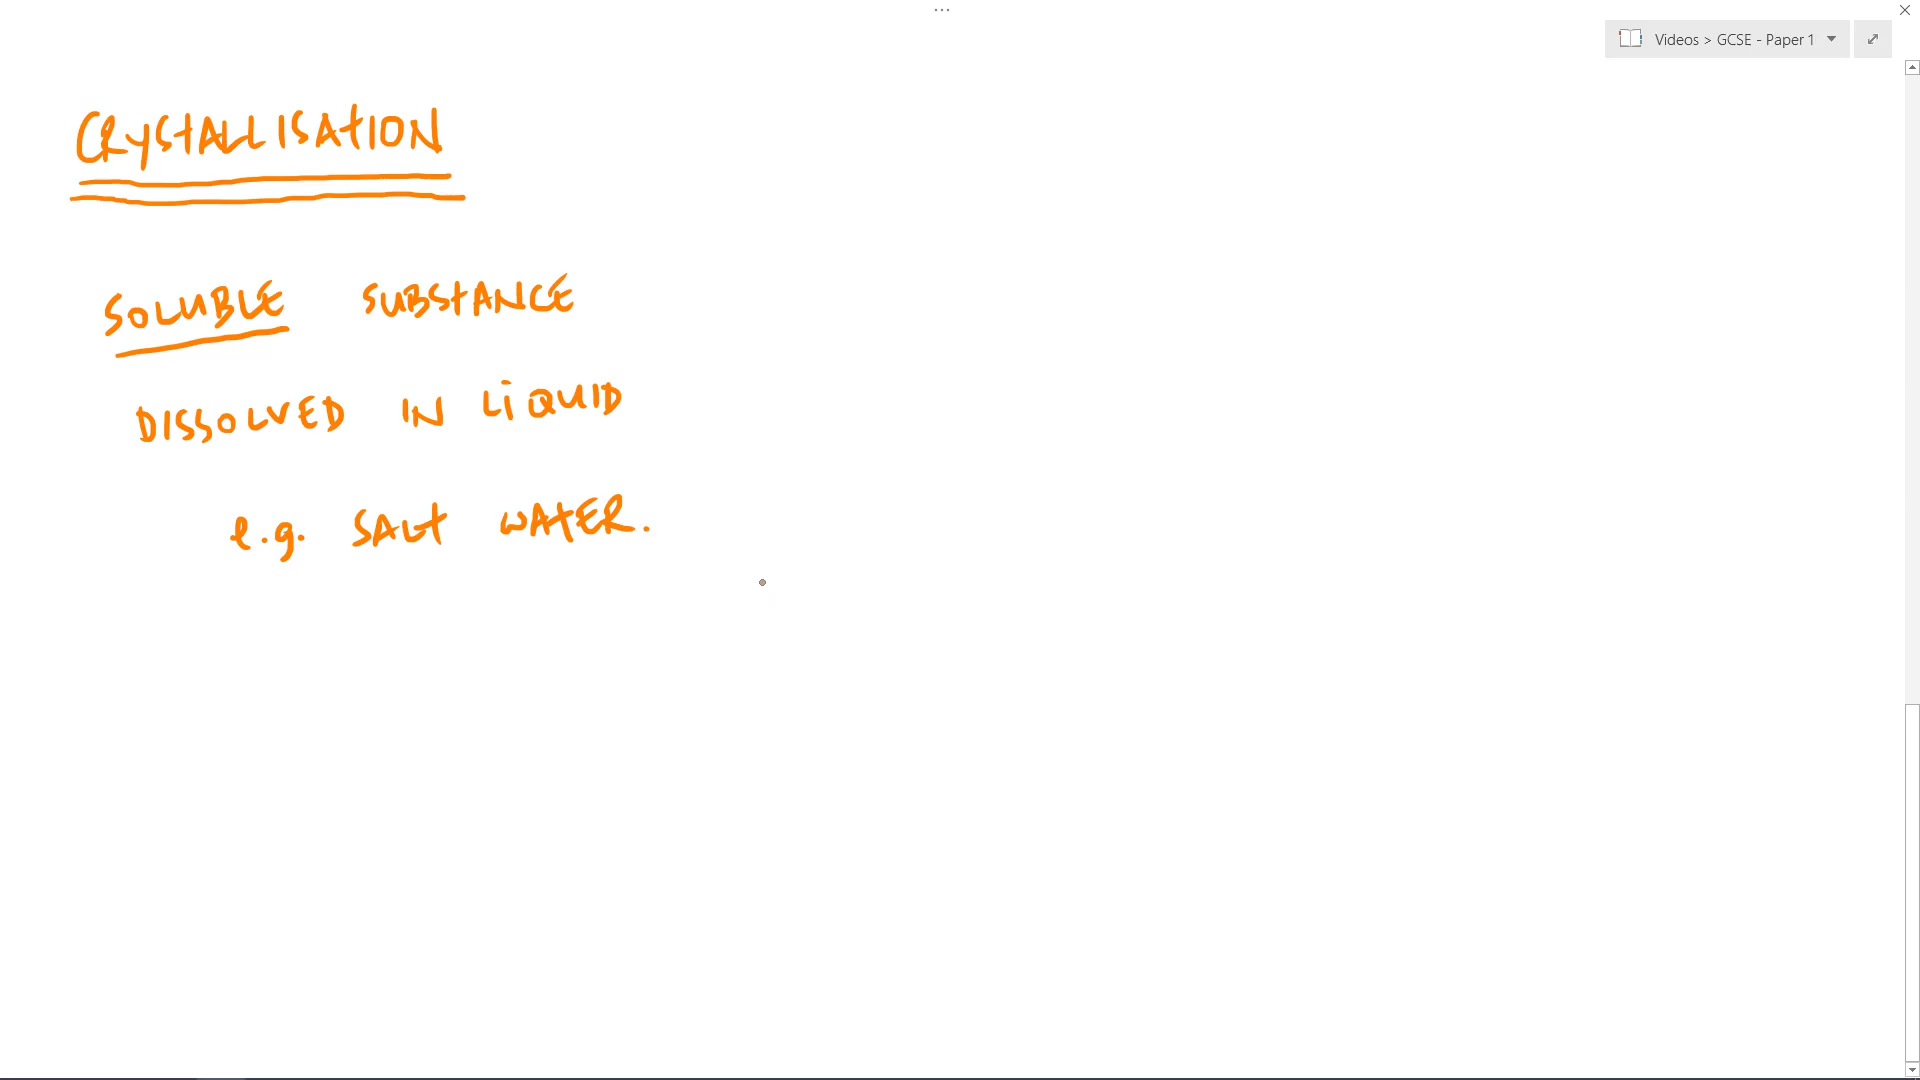 ...
Videos > GCSE - Paper 1
CRYSTALLISATION
SOLUBLE SUBSTANCE
DISSOLVED IN LIQUID
e.g. SALT WATER.